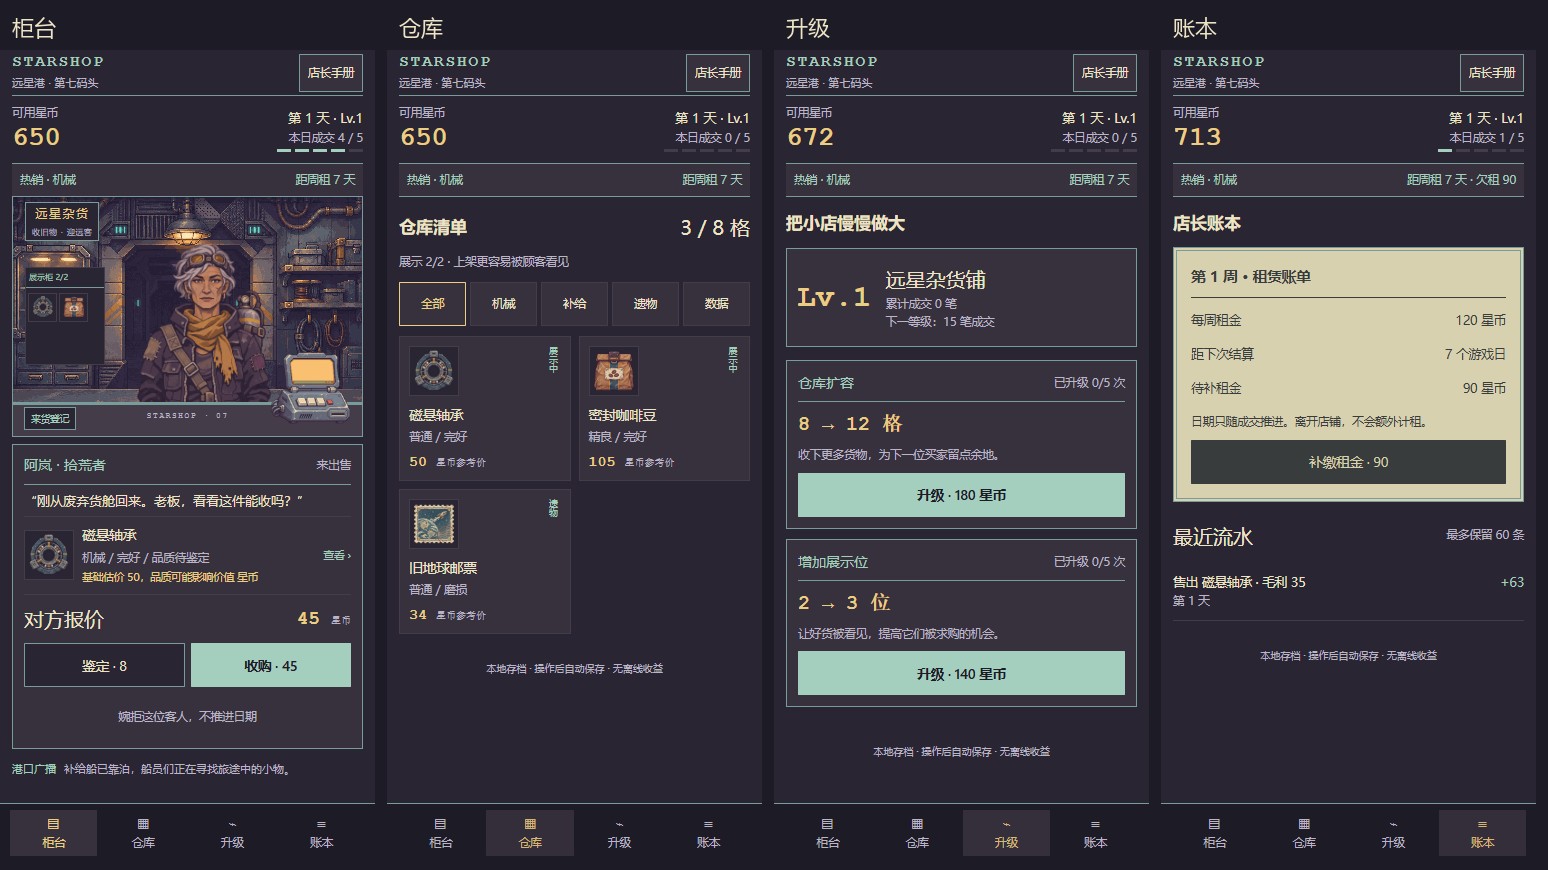 柜台
STARSHOP
远星港 · 第七码头
店长手册
可用星币
650
第 1 天 · Lv.1
本日成交 4 / 5
热销 · 机械
距周租 7 天
远星杂货
收旧物 · 迎远客
展示柜 2/2
来货登记
STARSHOP · 07
阿岚 · 拾荒者
来出售
“刚从废弃货舱回来。老板，看看这件能收吗？”
磁悬轴承
机械 / 完好 / 品质待鉴定
查看 ›
基础估价 50，品质可能影响价值 星币
对方报价
45 星币
鉴定 · 8
收购 · 45
婉拒这位客人，不推进日期
港口广播 补给船已靠泊，船员们正在寻找旅途中的小物。
柜台
仓库
升级
账本
仓库
STARSHOP
远星港 · 第七码头
店长手册
可用星币
650
第 1 天 · Lv.1
本日成交 0 / 5
热销 · 机械
距周租 7 天
仓库清单
3 / 8 格
展示 2/2 · 上架更容易被顾客看见
全部
机械
补给
遗物
数据
展示中
磁悬轴承
普通 / 完好
50 星币参考价
展示中
密封咖啡豆
精良 / 完好
105 星币参考价
遗物
旧地球邮票
普通 / 磨损
34 星币参考价
本地存档 · 操作后自动保存 · 无离线收益
柜台
仓库
升级
账本
升级
STARSHOP
远星港 · 第七码头
店长手册
可用星币
672
第 1 天 · Lv.1
本日成交 0 / 5
热销 · 机械
距周租 7 天
把小店慢慢做大
Lv.1
远星杂货铺
累计成交 0 笔
下一等级：15 笔成交
仓库扩容
已升级 0/5 次
8 → 12 格
收下更多货物，为下一位买家留点余地。
升级 · 180 星币
增加展示位
已升级 0/5 次
2 → 3 位
让好货被看见，提高它们被求购的机会。
升级 · 140 星币
本地存档 · 操作后自动保存 · 无离线收益
柜台
仓库
升级
账本
账本
STARSHOP
远星港 · 第七码头
店长手册
可用星币
713
第 1 天 · Lv.1
本日成交 1 / 5
热销 · 机械
距周租 7 天 · 欠租 90
店长账本
第 1 周 • 租赁账单
每周租金
120 星币
距下次结算
7 个游戏日
待补租金
90 星币
日期只随成交推进。离开店铺，不会额外计租。
补缴租金 · 90
最近流水
最多保留 60 条
售出 磁悬轴承 · 毛利 35
+63
第 1 天
本地存档 · 操作后自动保存 · 无离线收益
柜台
仓库
升级
账本